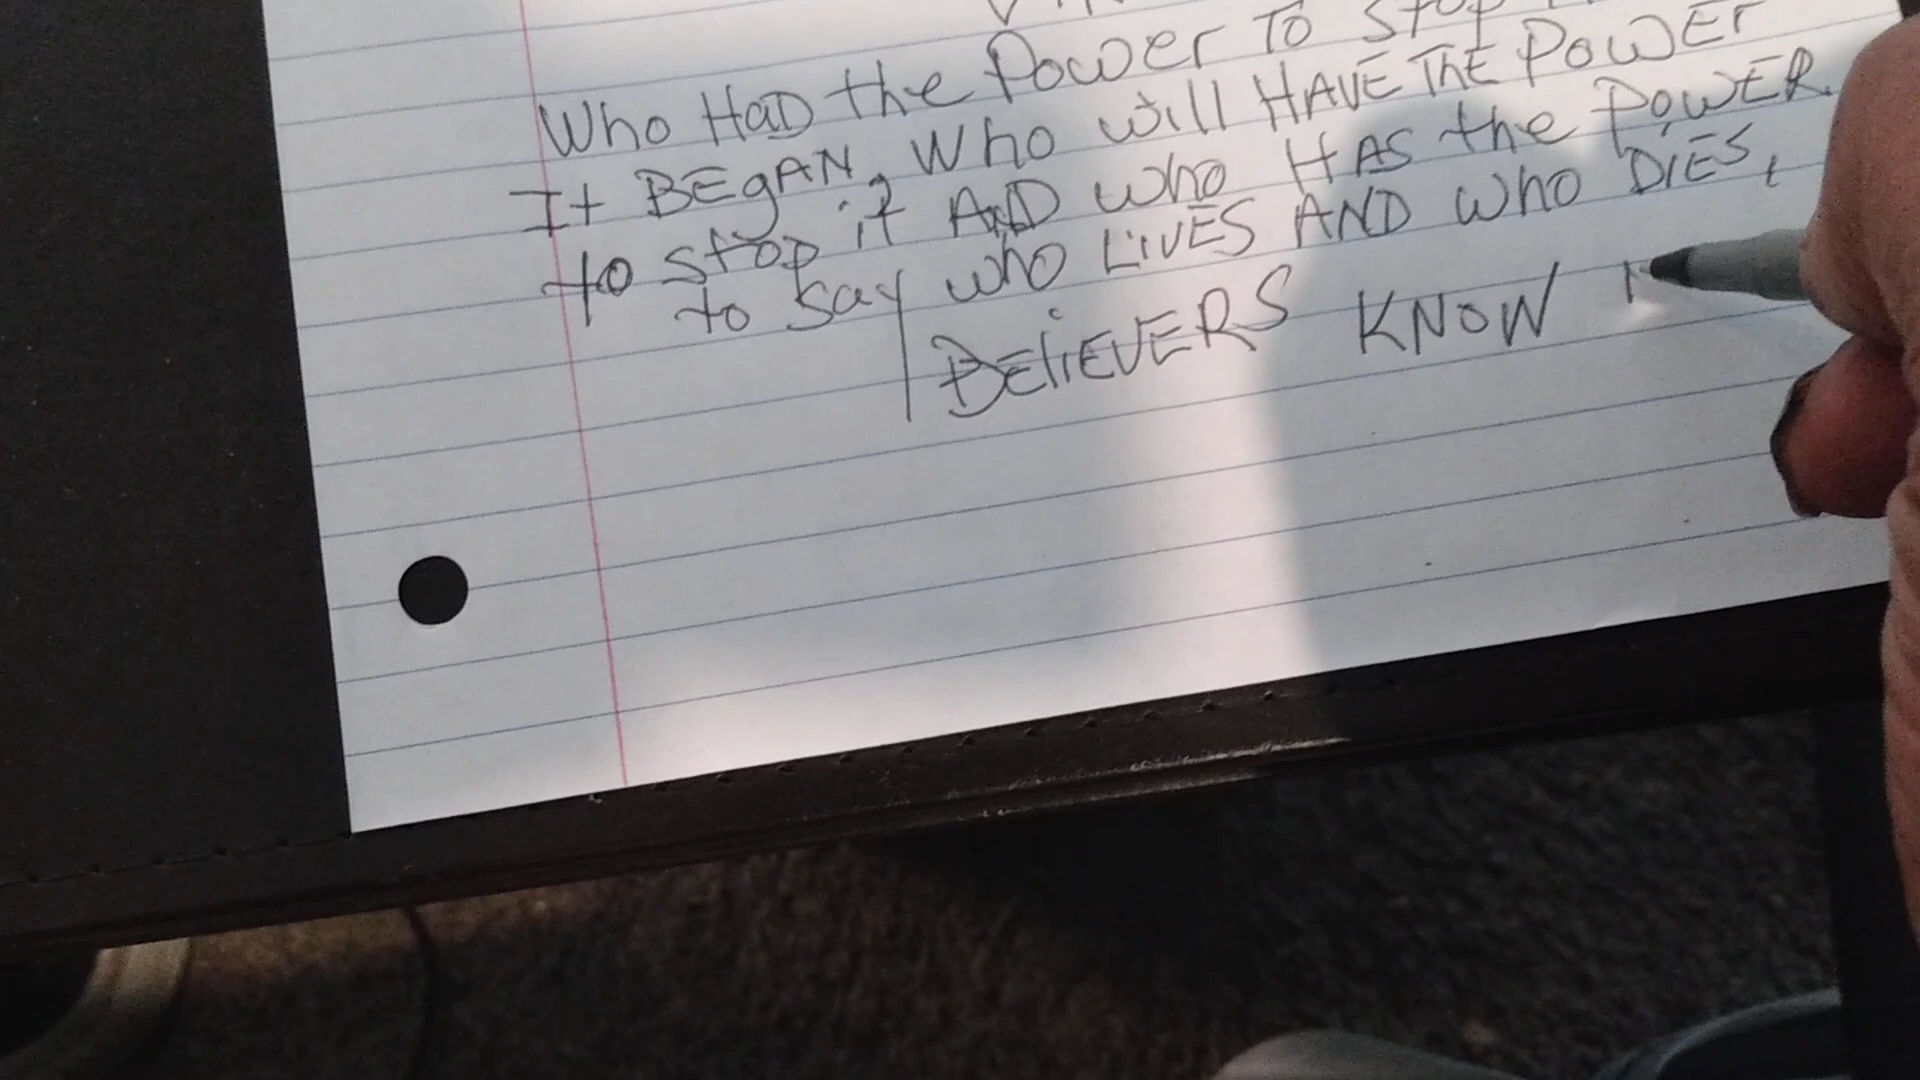 Who HaD the Power To Stop
It BEgAN, Who will HAVE THE POWEr
to stop it AND who HAS the POWER
to say who LIVES AND who DIES,
BEliEVERS KNOW